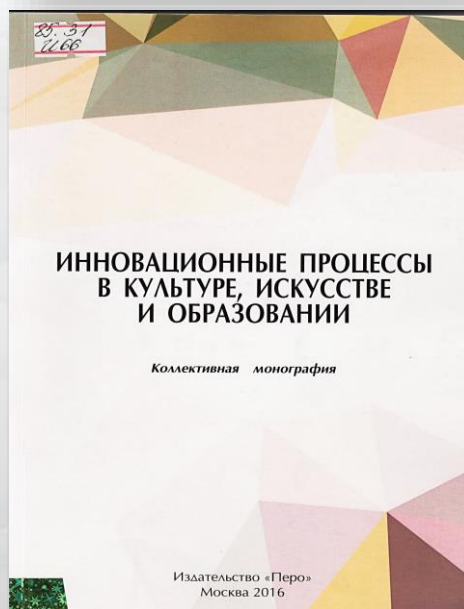 85.31
И66
ИННОВАЦИОННЫЕ ПРОЦЕССЫ
В КУЛЬТУРЕ, ИСКУССТВЕ
И ОБРАЗОВАНИИ
Коллективная монография
Издательство «Перо»
Москва 2016